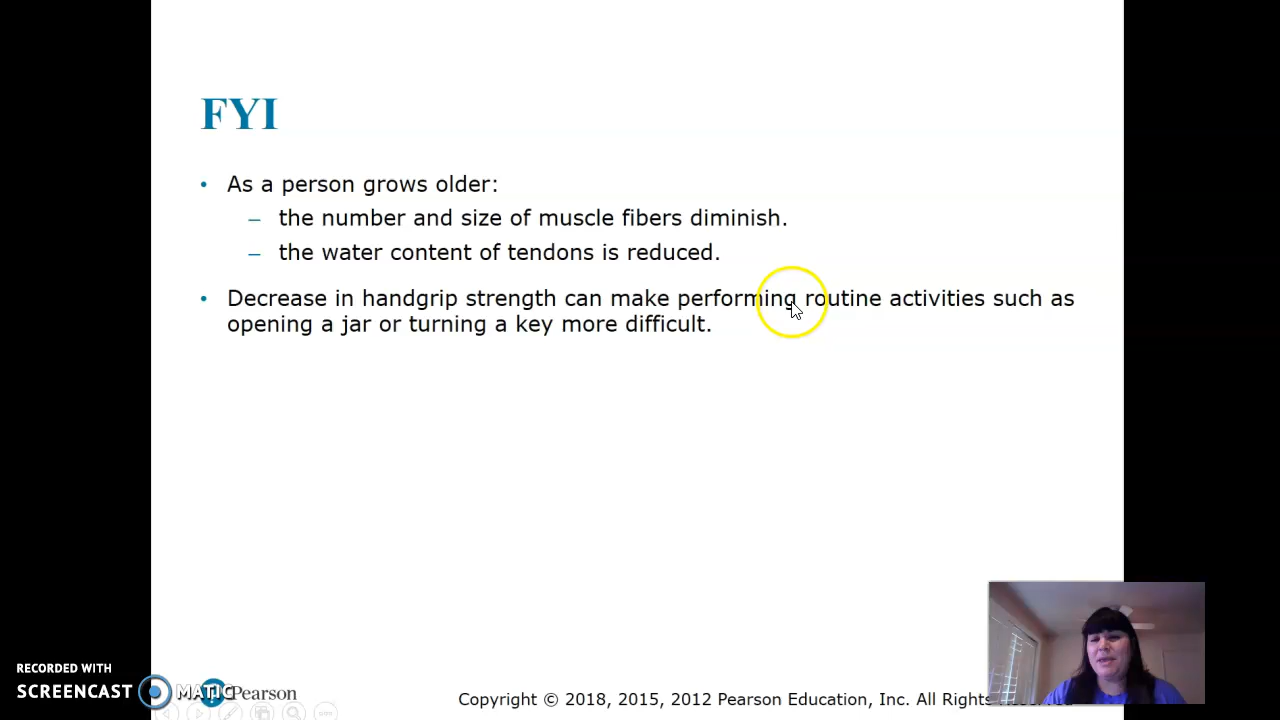 FYI
• As a person grows older:
– the number and size of muscle fibers diminish.
– the water content of tendons is reduced.
• Decrease in handgrip strength can make performing routine activities such as
opening a jar or turning a key more difficult.
RECORDED WITH
SCREENCAST MATIC
Pearson
Copyright © 2018, 2015, 2012 Pearson Education, Inc. All Rights